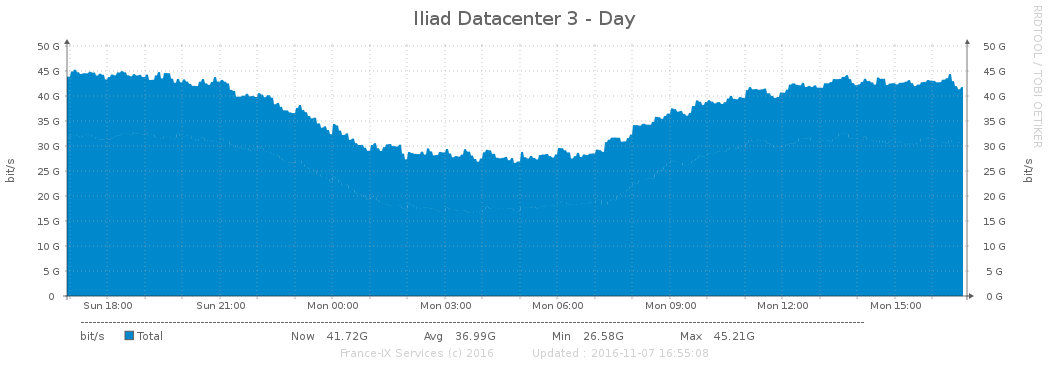 Iliad Datacenter 3 - Day
RRDTOOL / TOBI OETIKER
50 G 50 G
45 G 45 G
40 G 40 G
35 G 35 G
30 G 30 G
25 G 25 G
20 G 20 G
15 G 15 G
10 G 10 G
5 G 5 G
0 0 G
bit/s bit/s
Sun 18:00 Sun 21:00 Mon 00:00 Mon 03:00 Mon 06:00 Mon 09:00 Mon 12:00 Mon 15:00
bit/s Total Now 41.72G Avg 36.99G Min 26.58G Max 45.21G
France-IX Services (c) 2016 Updated : 2016-11-07 16:55:08